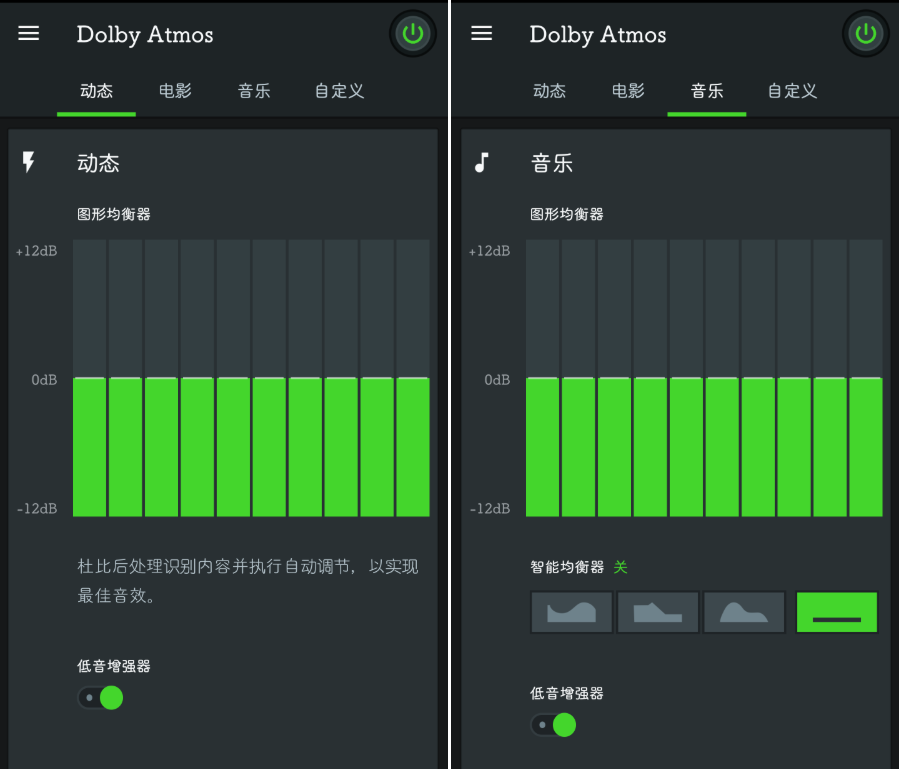 Dolby Atmos
动态 电影 音乐 自定义
动态
图形均衡器
+12dB
0dB
-12dB
杜比后处理识别内容并执行自动调节，以实现
最佳音效。
低音增强器
Dolby Atmos
动态 电影 音乐 自定义
音乐
图形均衡器
+12dB
0dB
-12dB
智能均衡器 关
低音增强器